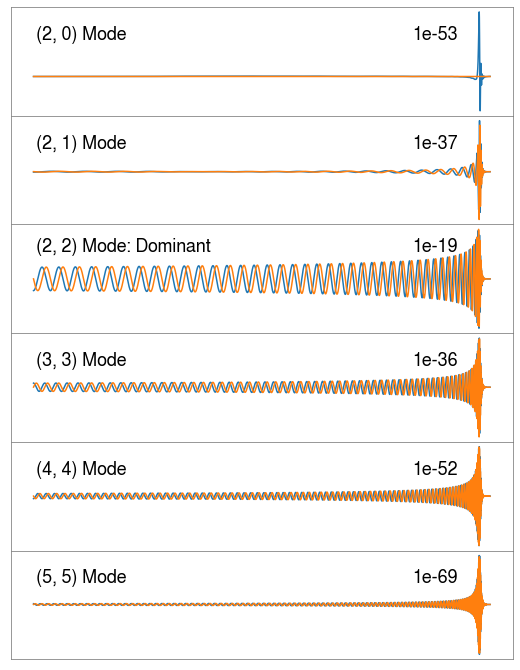 (2, 0) Mode 1e-53
(2, 1) Mode 1e-37
(2, 2) Mode: Dominant 1e-19
(3, 3) Mode 1e-36
(4, 4) Mode 1e-52
(5, 5) Mode 1e-69